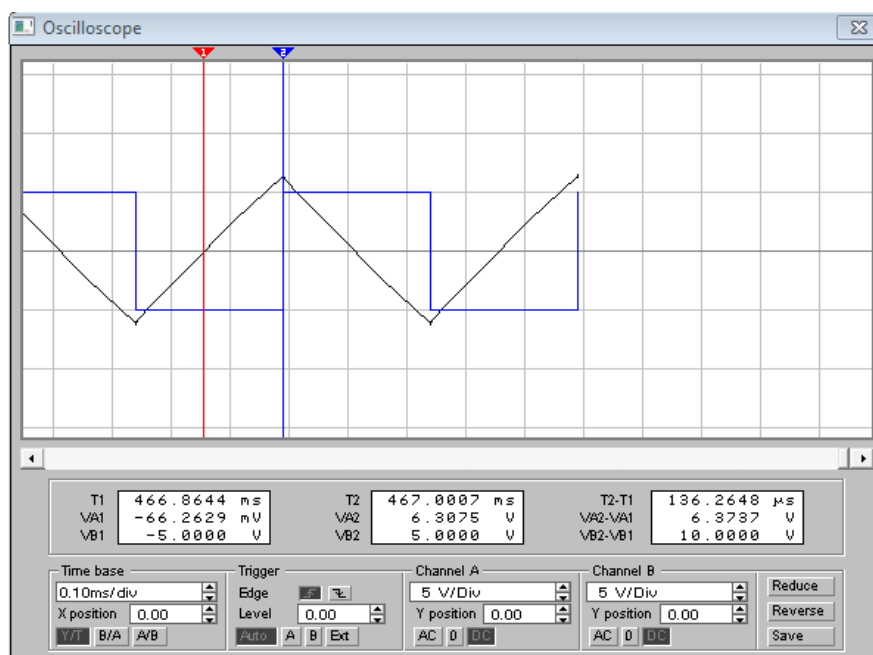 Oscilloscope
1 2
T1 466.8644 ms T2 467.0007 ms T2-T1 136.2648 µs
VA1 -66.2629 mV VA2 6.3075 V VA2-VA1 6.3737 V
VB1 -5.0000 V VB2 5.0000 V VB2-VB1 10.0000 V
Time base Trigger Channel A Channel B
0.10ms/div Edge 5 V/Div 5 V/Div Reduce
X position 0.00 Level 0.00 Y position 0.00 Y position 0.00 Reverse
Y/T B/A A/B Auto A B Ext AC 0 DC AC 0 DC Save